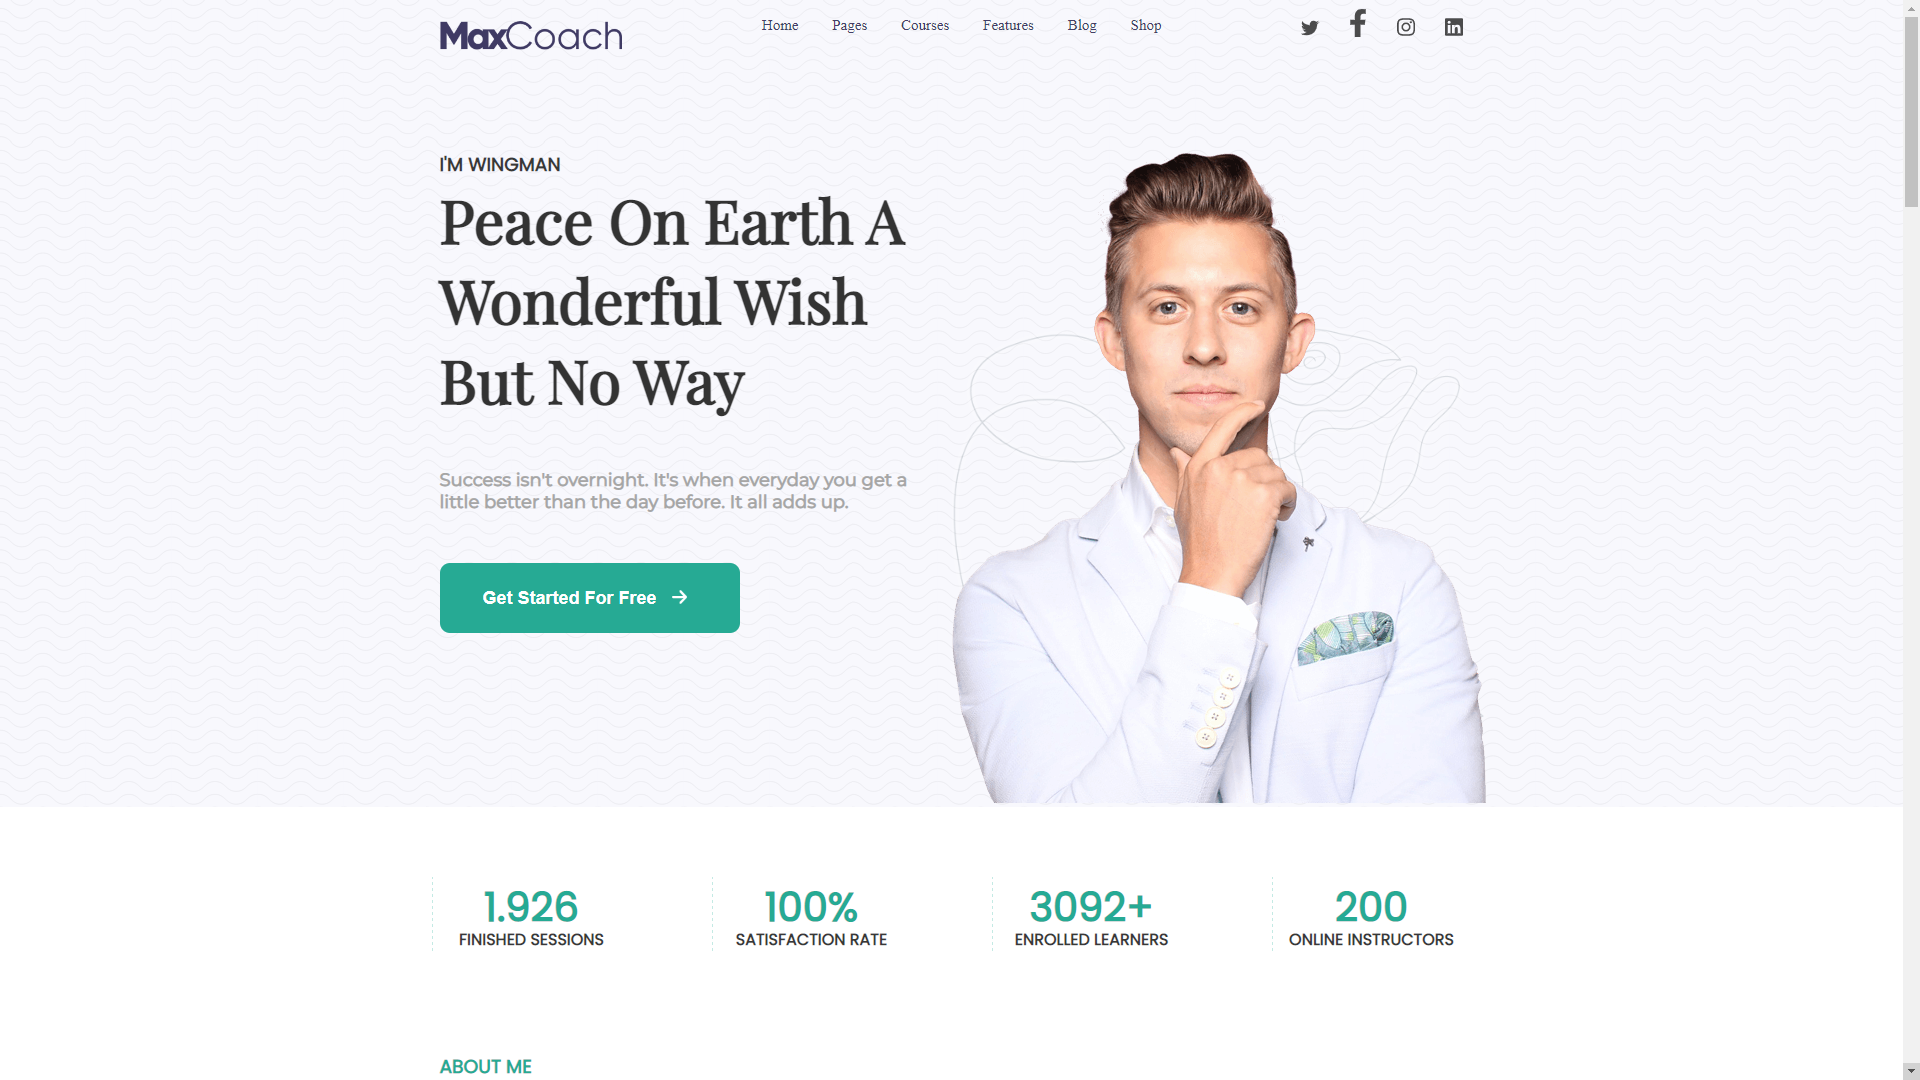 MaxCoach
Home Pages Courses Features Blog Shop
I'M WINGMAN
Peace On Earth A
Wonderful Wish
But No Way
Success isn't overnight. It's when everyday you get a
little better than the day before. It all adds up.
Get Started For Free
1.926
FINISHED SESSIONS
100%
SATISFACTION RATE
3092+
ENROLLED LEARNERS
200
ONLINE INSTRUCTORS
ABOUT ME